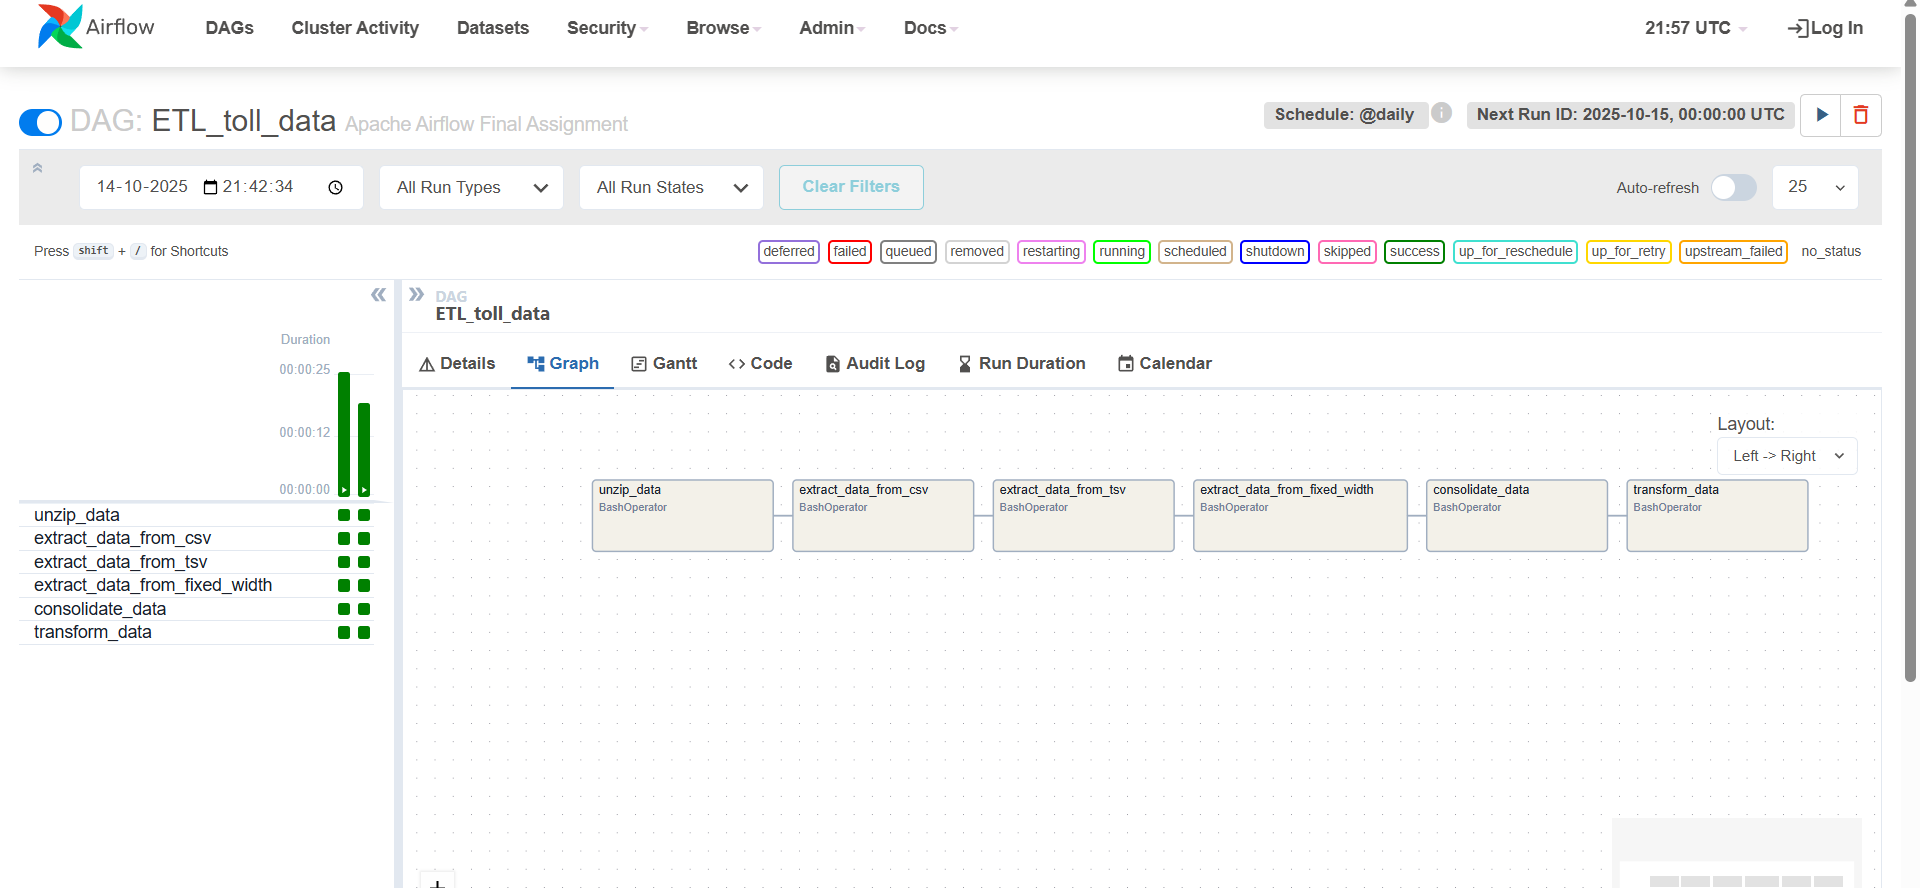 Airflow DAGs Cluster Activity Datasets Security Browse Admin Docs 21:57 UTC Log In
DAG: ETL_toll_data Apache Airflow Final Assignment Schedule: @daily i Next Run ID: 2025-10-15, 00:00:00 UTC
14-10-2025 21:42:34 All Run Types All Run States Clear Filters Auto-refresh 25
Press shift + / for Shortcuts deferred failed queued removed restarting running scheduled shutdown skipped success up_for_reschedule up_for_retry upstream_failed no_status
DAG
ETL_toll_data
Duration
00:00:25
00:00:12
00:00:00
unzip_data
extract_data_from_csv
extract_data_from_tsv
extract_data_from_fixed_width
consolidate_data
transform_data
Details Graph Gantt Code Audit Log Run Duration Calendar
Layout:
Left -> Right
unzip_data
BashOperator
extract_data_from_csv
BashOperator
extract_data_from_tsv
BashOperator
extract_data_from_fixed_width
BashOperator
consolidate_data
BashOperator
transform_data
BashOperator